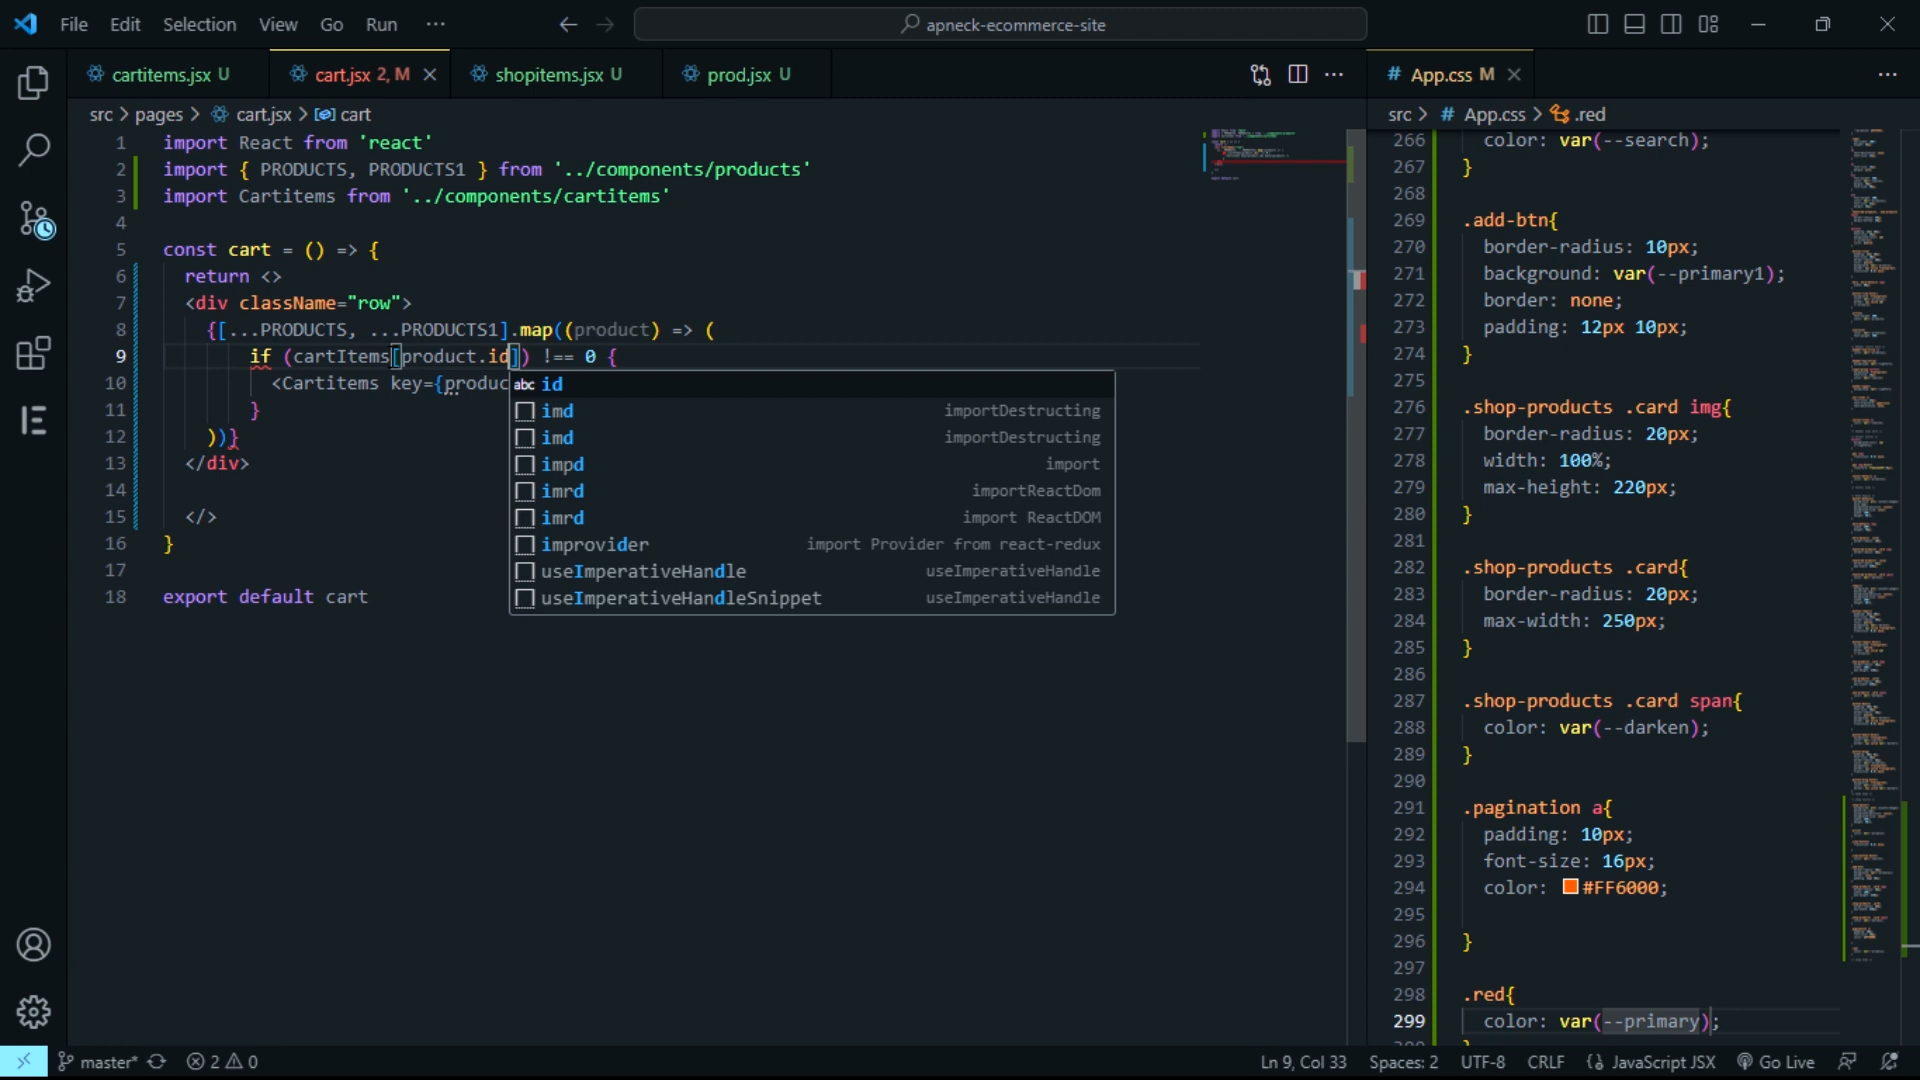 File Edit Selection View Go Run ··· apneck-ecommerce-site
cartitems.jsx U cart.jsx 2, M shopitems.jsx U prod.jsx U
src > pages > cart.jsx > cart
1 import React from 'react'
2 import { PRODUCTS, PRODUCTS1 } from '../components/products'
3 import Cartitems from '../components/cartitems'
4
5 const cart = () => {
6 return <>
7 <div className="row">
8 {[...PRODUCTS, ...PRODUCTS1].map((product) => (
9 if (cartItems[product.id]) !== 0 {
10 <Cartitems key={produc
11 }
12 ))}
13 </div>
14
15 </>
16 }
17
18 export default cart
abc id
imd importDestructing
imd importDestructing
impd import
imrd importReactDom
imrd import ReactDOM
improvider import Provider from react-redux
useImperativeHandle useImperativeHandle
useImperativeHandleSnippet useImperativeHandle
# App.css M
src > # App.css > .red
266 color: var(--search);
267 }
268
269 .add-btn{
270 border-radius: 10px;
271 background: var(--primary1);
272 border: none;
273 padding: 12px 10px;
274 }
275
276 .shop-products .card img{
277 border-radius: 20px;
278 width: 100%;
279 max-height: 220px;
280 }
281
282 .shop-products .card{
283 border-radius: 20px;
284 max-width: 250px;
285 }
286
287 .shop-products .card span{
288 color: var(--darken);
289 }
290
291 .pagination a{
292 padding: 10px;
293 font-size: 16px;
294 color: #FF6000;
295
296 }
297
298 .red{
299 color: var(--primary);
master* 2 0 Ln 9, Col 33 Spaces: 2 UTF-8 CRLF {} JavaScript JSX Go Live